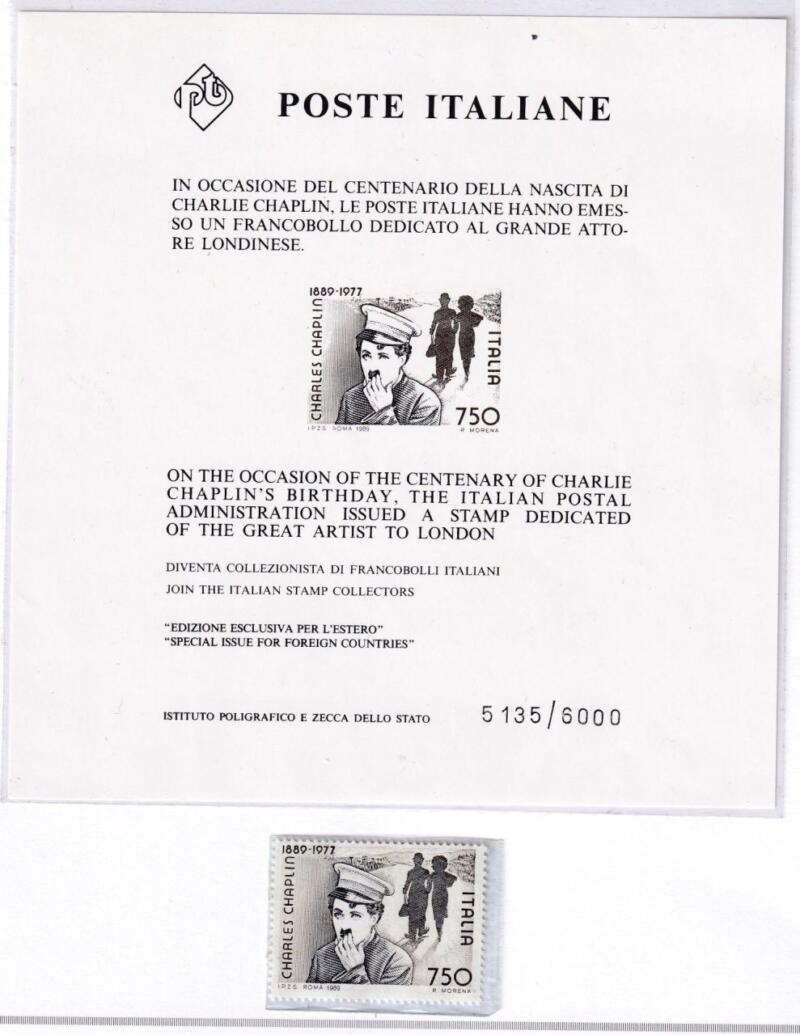 ptb
POSTE ITALIANE
IN OCCASIONE DEL CENTENARIO DELLA NASCITA DI
CHARLIE CHAPLIN, LE POSTE ITALIANE HANNO EMES-
SO UN FRANCOBOLLO DEDICATO AL GRANDE ATTO-
RE LONDINESE.
1889-1977
CHARLES CHAPLIN
ITALIA
750
I.P.Z.S. ROMA 1989
P. MORENA
ON THE OCCASION OF THE CENTENARY OF CHARLIE
CHAPLIN'S BIRTHDAY, THE ITALIAN POSTAL
ADMINISTRATION ISSUED A STAMP DEDICATED
OF THE GREAT ARTIST TO LONDON
DIVENTA COLLEZIONISTA DI FRANCOBOLLI ITALIANI
JOIN THE ITALIAN STAMP COLLECTORS
"EDIZIONE ESCLUSIVA PER L'ESTERO"
"SPECIAL ISSUE FOR FOREIGN COUNTRIES"
ISTITUTO POLIGRAFICO E ZECCA DELLO STATO
5135/6000
1889-1977
CHARLES CHAPLIN
ITALIA
750
I.P.Z.S. ROMA 1989
P. MORENA